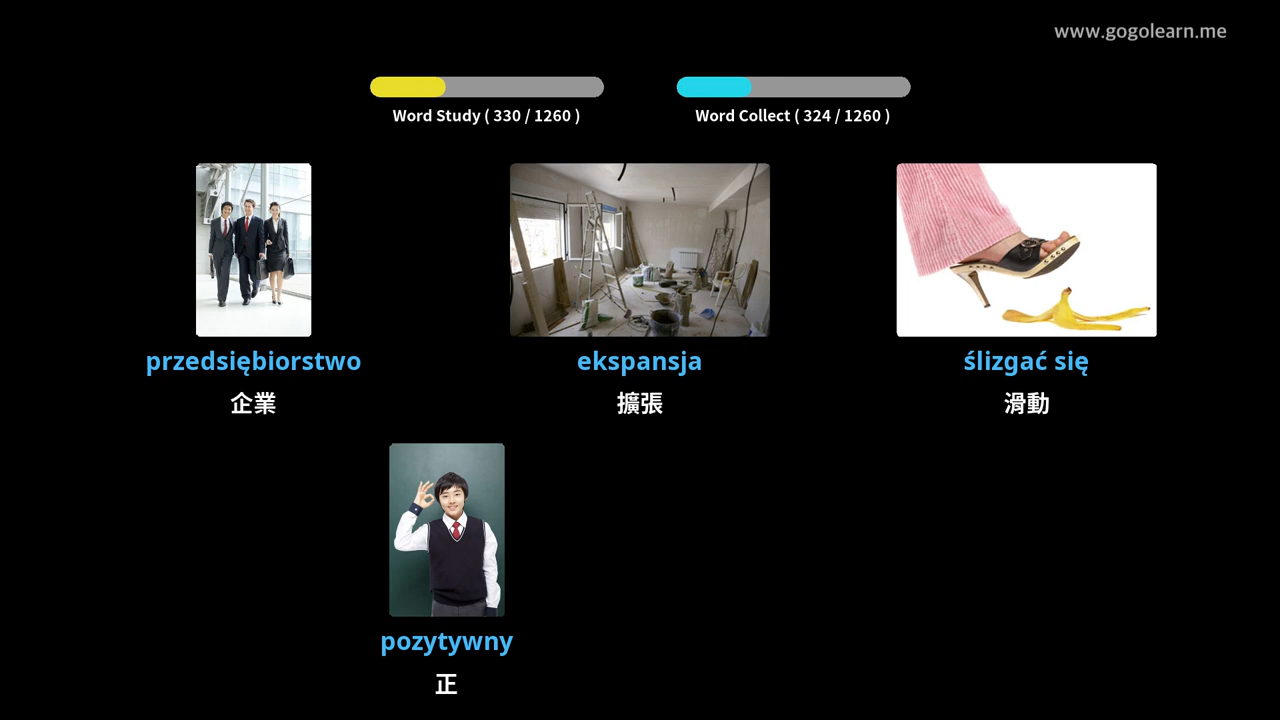 www.gogolearn.me
Word Study ( 330 / 1260 )
Word Collect ( 324 / 1260 )
przedsiębiorstwo
企業
ekspansja
擴張
ślizgać się
滑動
pozytywny
正